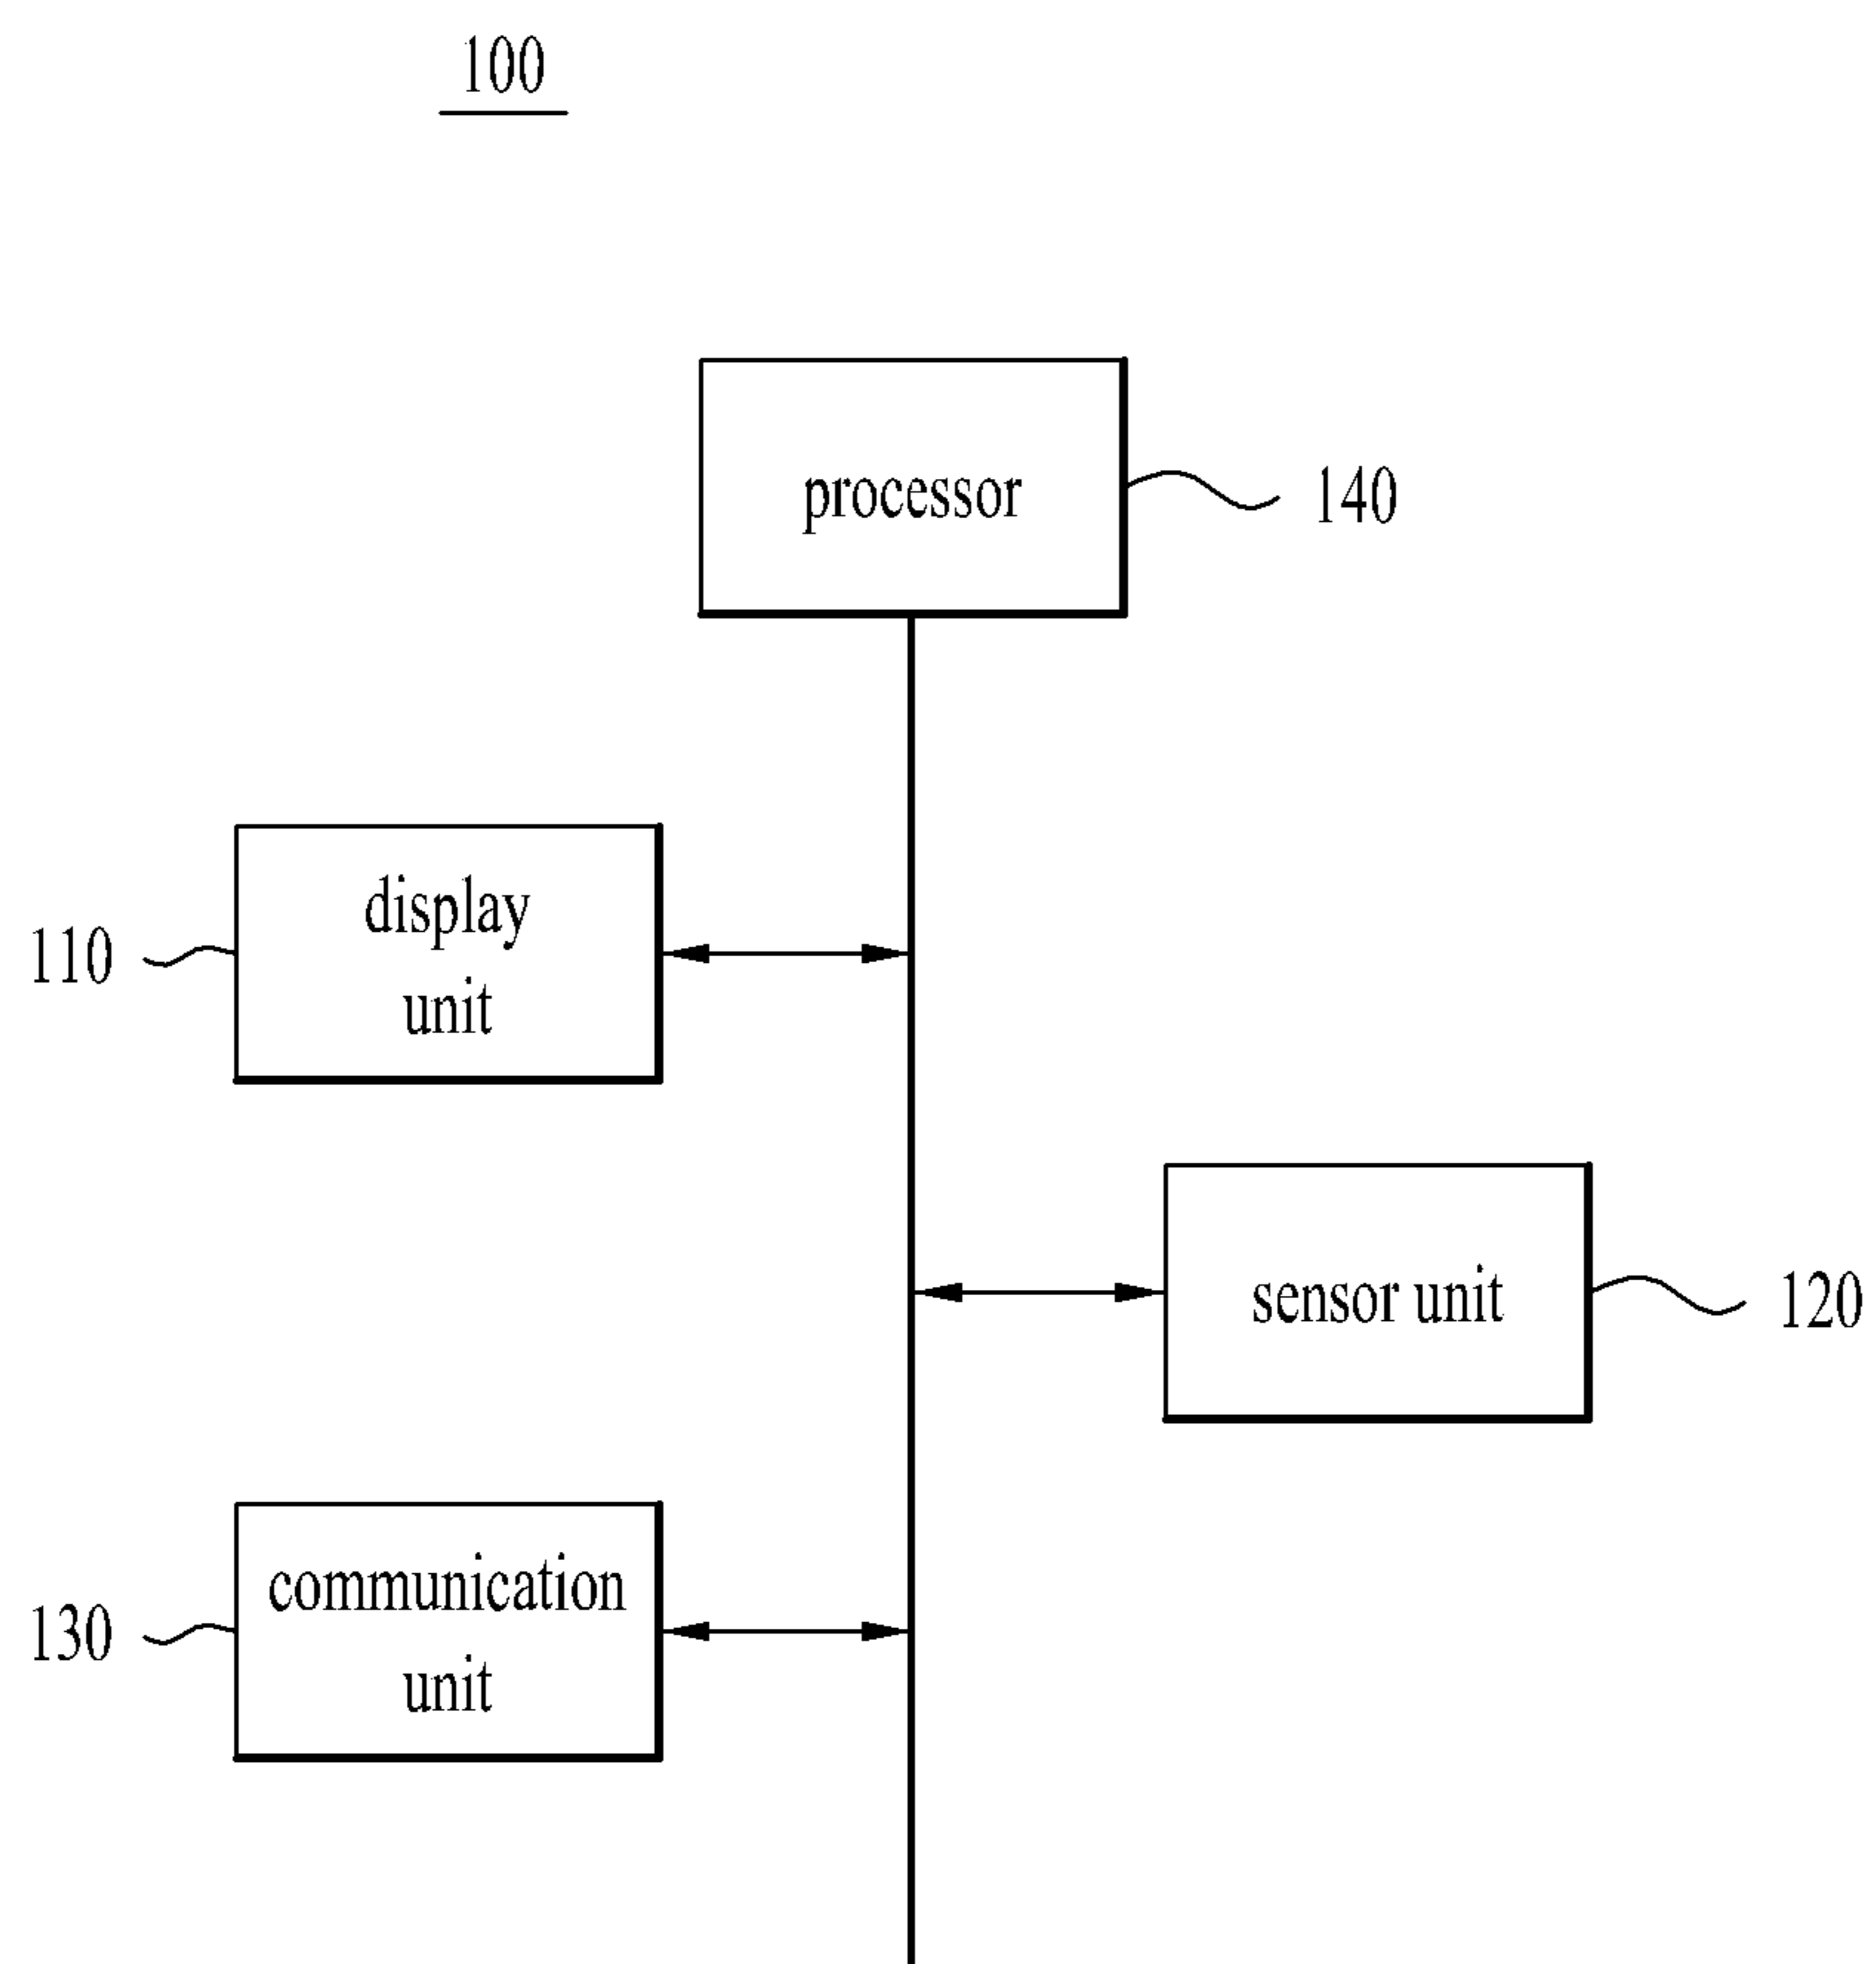 100
processor
140
display
unit
110
sensor unit
120
communication
unit
130